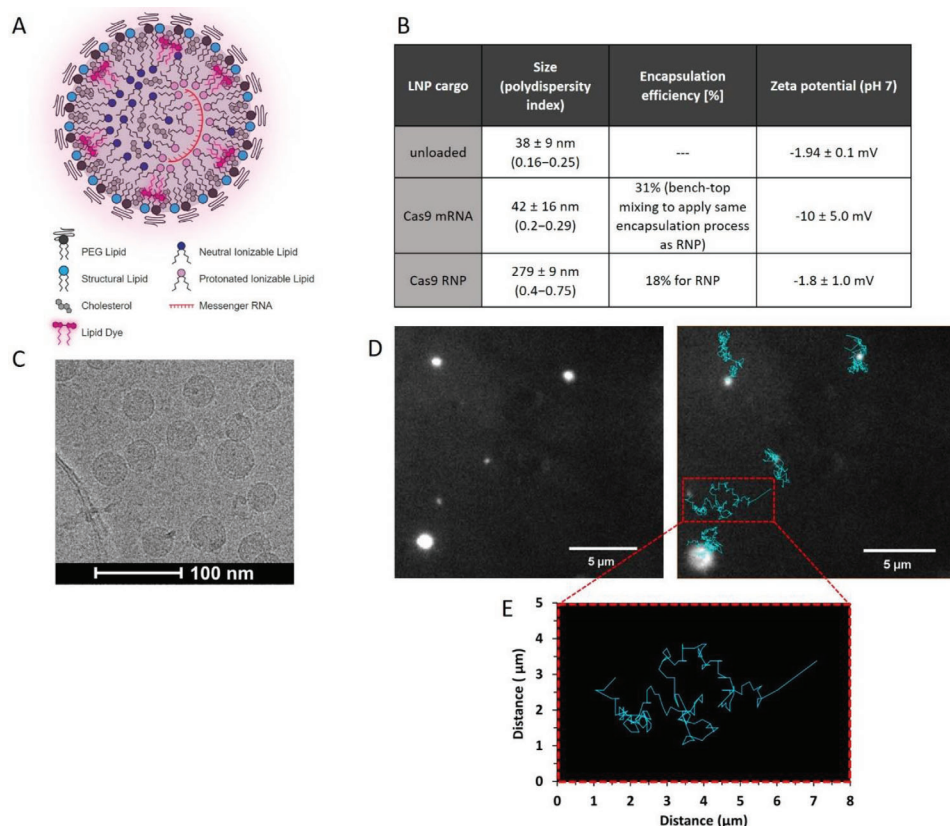 A
PEG Lipid
Neutral Ionizable Lipid
Structural Lipid
Protonated Ionizable Lipid
Cholesterol
Messenger RNA
Lipid Dye
B
LNP cargo
Size
(polydispersity
index)
Encapsulation
efficiency [%]
Zeta potential (pH 7)
unloaded
38 ± 9 nm
(0.16–0.25)
---
-1.94 ± 0.1 mV
Cas9 mRNA
42 ± 16 nm
(0.2–0.29)
31% (bench-top
mixing to apply same
encapsulation process
as RNP)
-10 ± 5.0 mV
Cas9 RNP
279 ± 9 nm
(0.4–0.75)
18% for RNP
-1.8 ± 1.0 mV
C
100 nm
D
5 µm
5 µm
E
Distance ( µm)
5
4
3
2
1
0
0 1 2 3 4 5 6 7 8
Distance (µm)